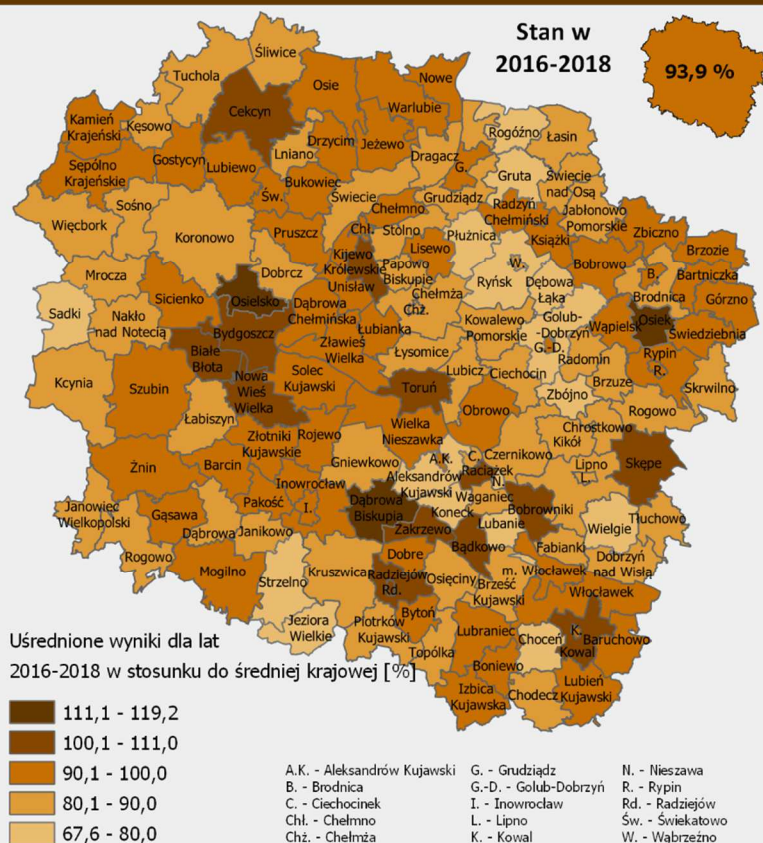 Stan w
2016-2018
93,9 %
Śliwice
Tuchola
Osie
Nowe
Cekcyn
Warlubie
Kamień
Krajeński
Kęsowo
Rogóźno
Łasin
Drzycim
Jeżewo
Lniano
Dragacz
G.
Sępólno
Krajeńskie
Gostycyn
Lubiewo
Bukowiec
Gruta
Świecie
nad Osą
Św.
Świecie
Grudziądz
Sośno
Chełmno
Radzyń
Chełmiński
Jabłonowo
Pomorskie
Więcbork
Koronowo
Pruszcz
Chł.
Stolno
Płużnica
Książki
Zbiczno
Lisewo
Brzozie
Kijewo
Królewskie
Papowo
Biskupie
W.
Bobrowo
B.
Bartniczka
Mrocza
Dobrcz
Unisław
Ryńsk
Dębowa
Łąka
Brodnica
Górzno
Sicienko
Osielsko
Dąbrowa
Chełmińska
Chełmża
Chż.
Sadki
Nakło
nad Notecią
Golub-
-Dobrzyń
Wąpielsk
Osiek
Świedziebnia
Bydgoszcz
Łubianka
Kowalewo
Pomorskie
Białe
Błota
Zławieś
Wielka
Łysomice
G.-D.
Radomin
Rypin
R.
Kcynia
Szubin
Nowa
Wieś
Wielka
Solec
Kujawski
Toruń
Lubicz
Ciechocin
Brzuze
Skrwilno
Zbójno
Łabiszyn
Obrowo
Rogowo
Wielka
Nieszawka
Chrostkowo
Kikół
Złotniki
Kujawskie
Rojewo
A.K.
C.
Czernikowo
Żnin
Barcin
Gniewkowo
Raciążek
Lipno
L.
Skępe
Aleksandrów
Kujawski
N.
Inowrocław
Waganiec
Janowiec
Wielkopolski
Gąsawa
Pakość
I.
Dąbrowa
Biskupia
Koneck
Bobrowniki
Tłuchowo
Dąbrowa
Janikowo
Zakrzewo
Lubanie
Wielgie
Rogowo
Dobre
Bądkowo
Fabianki
Dobrzyń
nad Wisłą
Mogilno
Strzelno
Kruszwica
Radziejów
Rd.
Osięciny
m. Włocławek
Brześć
Kujawski
Włocławek
Jeziora
Wielkie
Bytoń
Piotrków
Kujawski
Lubraniec
Choceń
K.
Kowal
Baruchowo
Topólka
Boniewo
Izbica
Kujawska
Chodecz
Lubień
Kujawski
Uśrednione wyniki dla lat
2016-2018 w stosunku do średniej krajowej [%]
111,1 - 119,2
100,1 - 111,0
90,1 - 100,0
80,1 - 90,0
67,6 - 80,0
A.K. - Aleksandrów Kujawski
B. - Brodnica
C. - Ciechocinek
Chł. - Chełmno
Chż. - Chełmża
G. - Grudziądz
G.-D. - Golub-Dobrzyń
I. - Inowrocław
L. - Lipno
K. - Kowal
N. - Nieszawa
R. - Rypin
Rd. - Radziejów
Św. - Świekatowo
W. - Wąbrzeźno